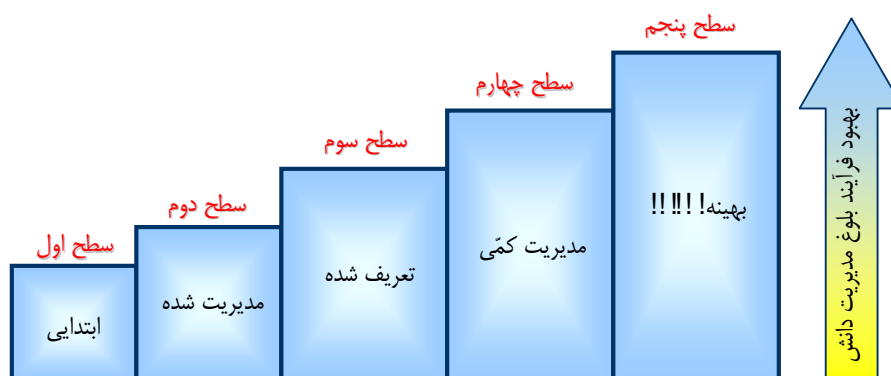 سطح پنجم
سطح چهارم
سطح سوم
سطح دوم
سطح اول
بهینه!!!!!!!
مدیریت کمّی
تعریف شده
مدیریت شده
ابتدایی
بهبود فرآیند بلوغ مدیریت دانش